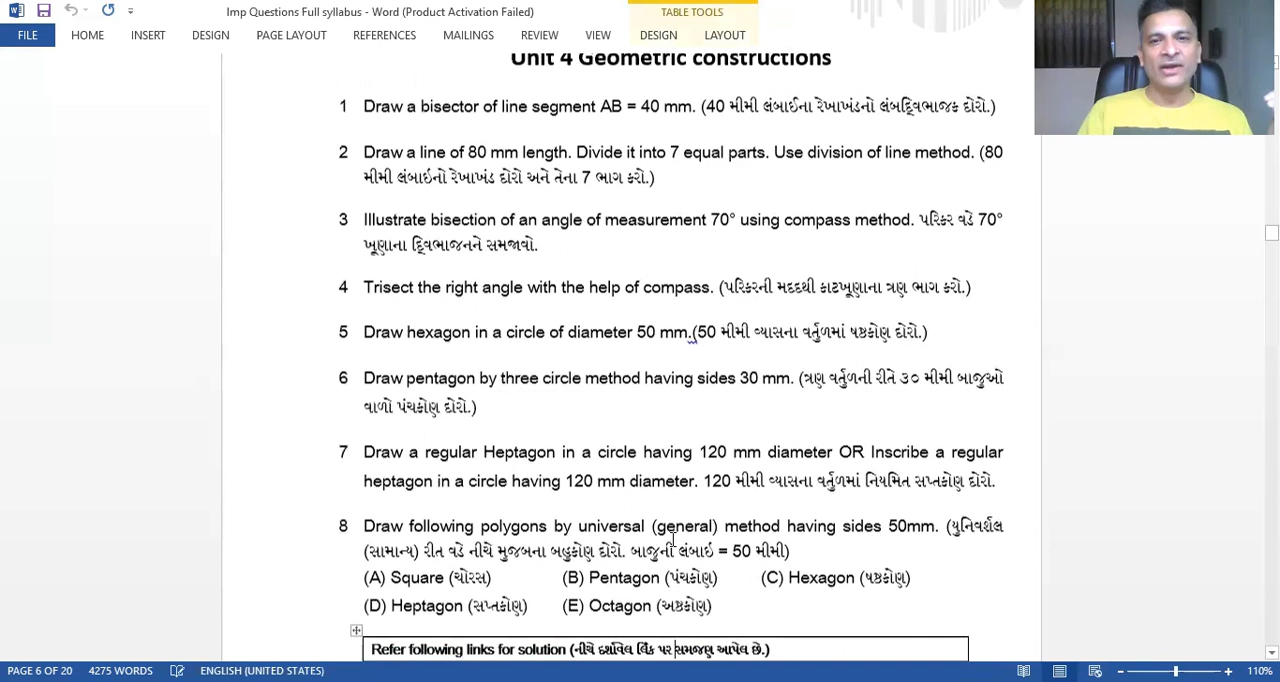 Imp Questions Full syllabus - Word (Product Activation Failed)
TABLE TOOLS
FILE HOME INSERT DESIGN PAGE LAYOUT REFERENCES MAILINGS REVIEW VIEW DESIGN LAYOUT
Unit 4 Geometric constructions
1 Draw a bisector of line segment AB = 40 mm. (40 મીમી લંબાઈના રેખાખંડનો લંબદ્વિભાજક દોરો.)
2 Draw a line of 80 mm length. Divide it into 7 equal parts. Use division of line method. (80
મીમી લંબાઇનો રેખાખંડ દોરો અને તેના 7 ભાગ કરો.)
3 Illustrate bisection of an angle of measurement 70° using compass method. પરિકર વડે 70°
ખૂણાના દ્વિભાજનને સમજાવો.
4 Trisect the right angle with the help of compass. (પરિકરની મદદથી કાટખૂણાના ત્રણ ભાગ કરો.)
5 Draw hexagon in a circle of diameter 50 mm.(50 મીમી વ્યાસના વર્તુળમાં ષષ્કોણ દોરો.)
6 Draw pentagon by three circle method having sides 30 mm. (ત્રણ વર્તુળની રીતે ૩૦ મીમી બાજુઓ
વાળો પંચકોણ દોરો.)
7 Draw a regular Heptagon in a circle having 120 mm diameter OR Inscribe a regular
heptagon in a circle having 120 mm diameter. 120 મીમી વ્યાસના વર્તુળમાં નિયમિત સપ્તકોણ દોરો.
8 Draw following polygons by universal (general) method having sides 50mm. (યુનિવર્શલ
(સામાન્ય) રીત વડે નીચે મુજબના બહુકોણ દોરો. બાજુની લંબાઇ = 50 મીમી)
(A) Square (ચોરસ) (B) Pentagon (પંચકોણ) (C) Hexagon (ષષ્કોણ)
(D) Heptagon (સપ્તકોણ) (E) Octagon (અષ્કોણ)
Refer following links for solution (નીચે દર્શાવેલ લિંક પર સમજણ આપેલ છે.)
PAGE 6 OF 20 4275 WORDS ENGLISH (UNITED STATES) 110%